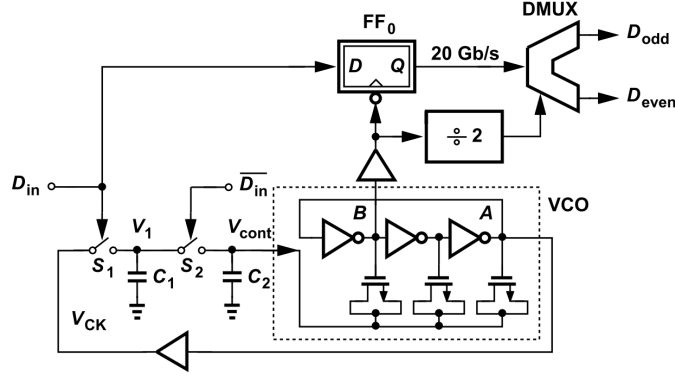 DMUX
FF0
D Q
20 Gb/s
Dodd
Deven
÷ 2
Din
Din
VCO
V1
Vcont
B
A
S1
S2
C1
C2
VCK